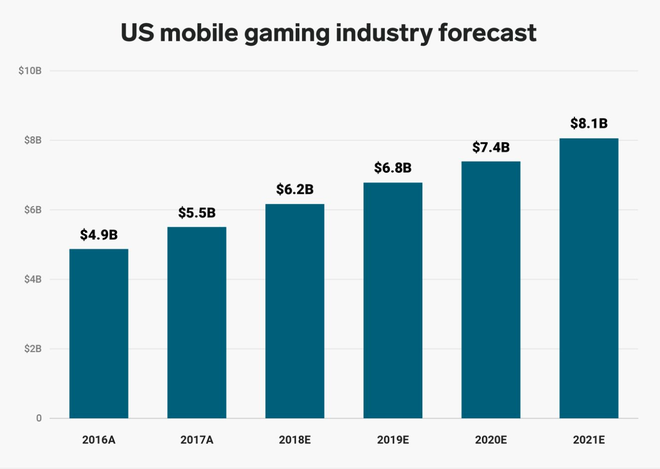 US mobile gaming industry forecast
$10B
$8B
$6B
$4B
$2B
0
$4.9B
$5.5B
$6.2B
$6.8B
$7.4B
$8.1B
2016A
2017A
2018E
2019E
2020E
2021E